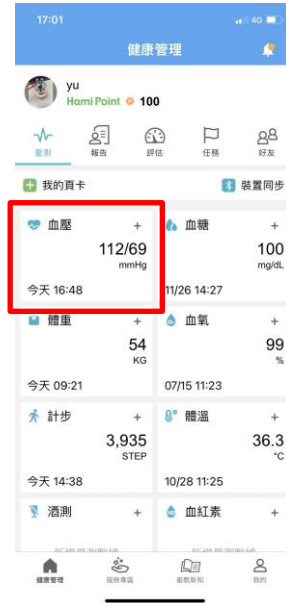 17:01
4G
健康管理
yu
Hami Point 100
量測 報告 評估 任務 好友
我的頁卡 裝置同步
血壓 +
112/69
mmHg
今天 16:48
血糖 +
100
mg/dL
11/26 14:27
體重 +
54
KG
今天 09:21
血氧 +
99
%
07/15 11:23
計步 +
3,935
STEP
今天 14:38
體溫 +
36.3
°C
10/28 11:25
酒測 +
血紅素 +
健康管理 服務專區 衛教新知 我的